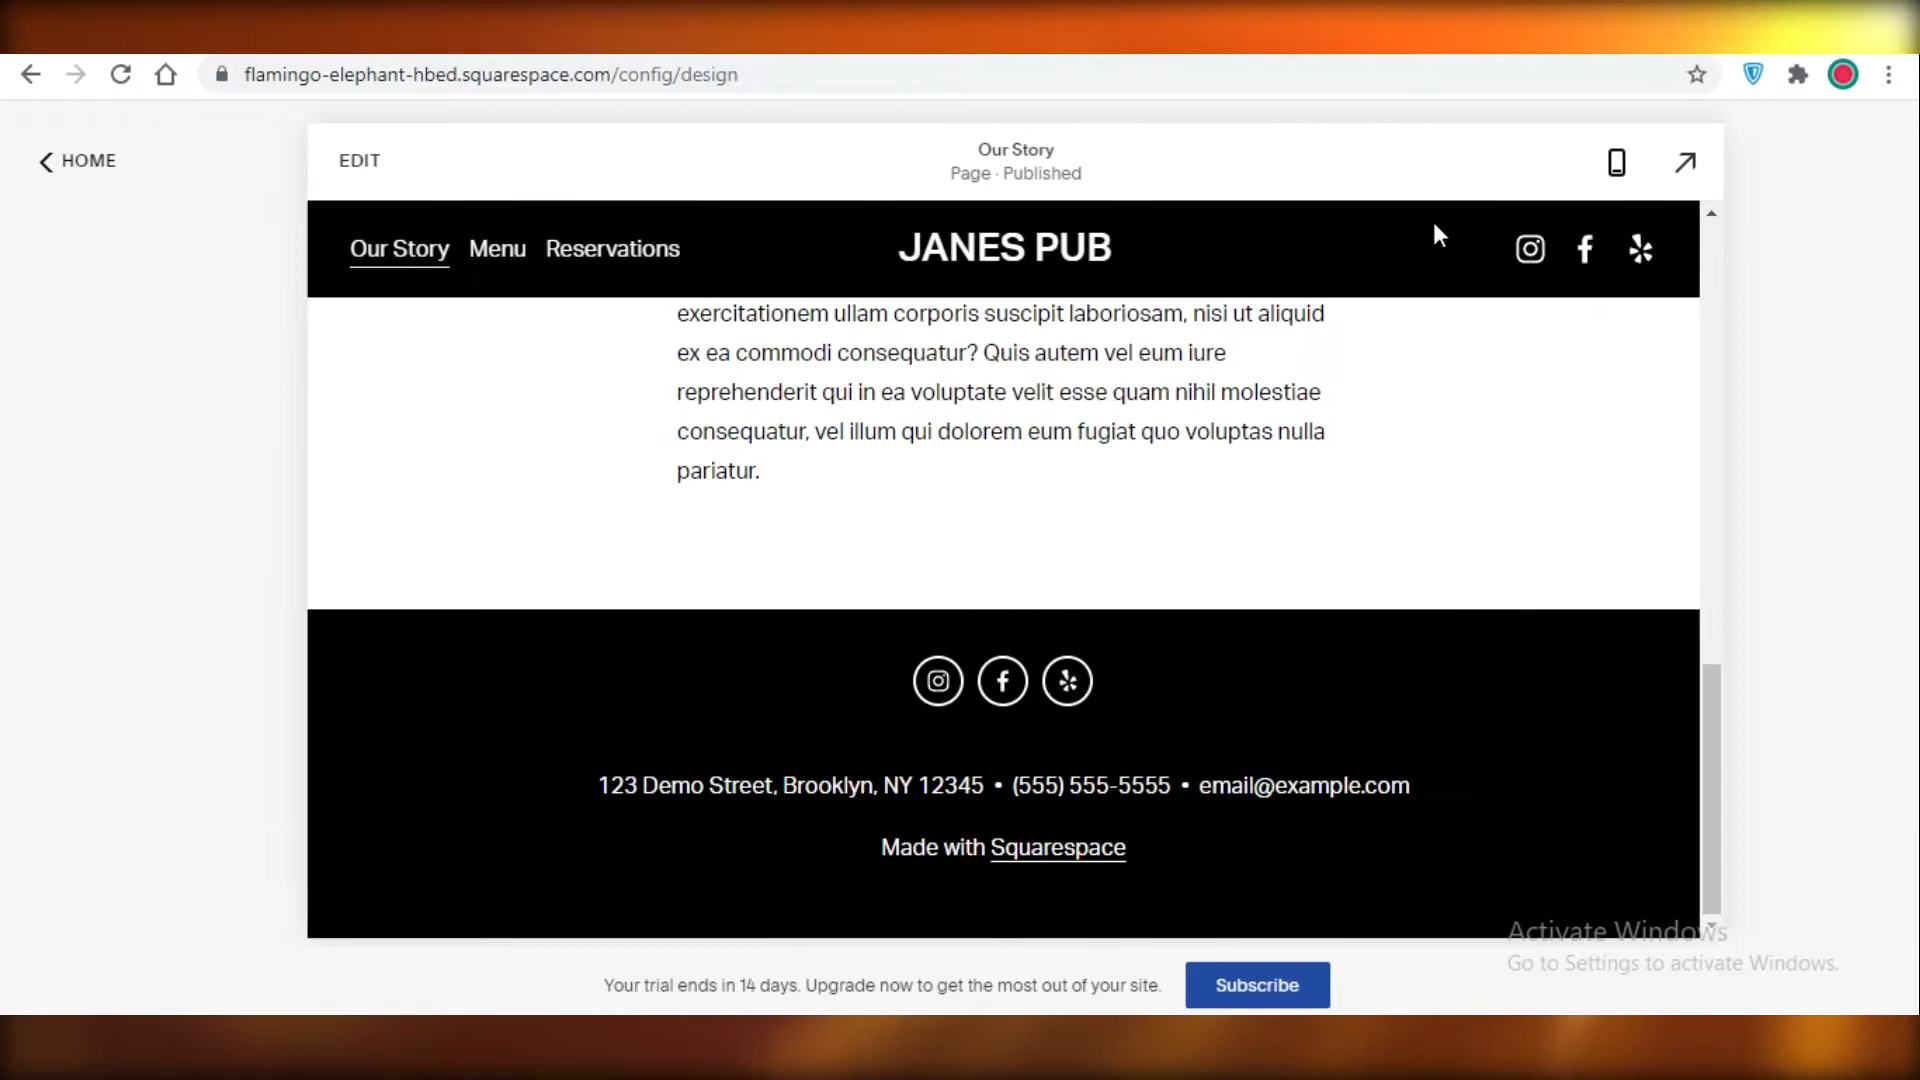 flamingo-elephant-hbed.squarespace.com/config/design
HOME
EDIT
Our Story
Page · Published
Our Story Menu Reservations
JANES PUB
exercitationem ullam corporis suscipit laboriosam, nisi ut aliquid
ex ea commodi consequatur? Quis autem vel eum iure
reprehenderit qui in ea voluptate velit esse quam nihil molestiae
consequatur, vel illum qui dolorem eum fugiat quo voluptas nulla
pariatur.
123 Demo Street, Brooklyn, NY 12345 • (555) 555-5555 • email@example.com
Made with Squarespace
Activate Windows
Go to Settings to activate Windows.
Your trial ends in 14 days. Upgrade now to get the most out of your site.
Subscribe